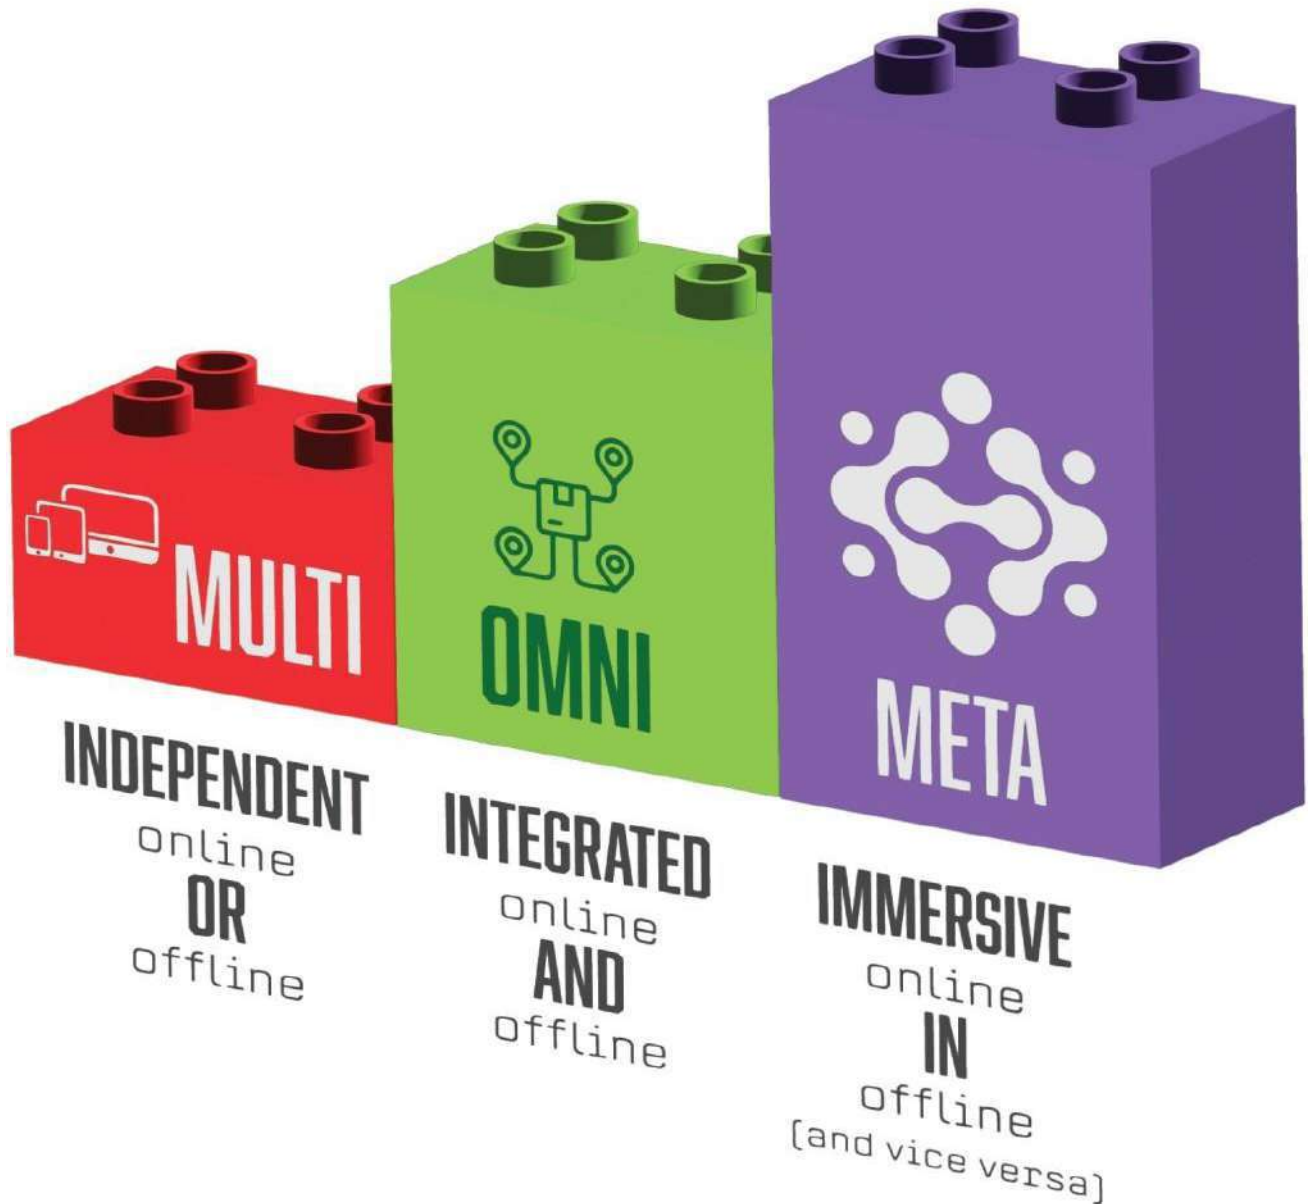 MULTI
OMNI
META
INDEPENDENT
online
OR
offline
INTEGRATED
online
AND
offline
IMMERSIVE
online
IN
offline
(and vice versa)